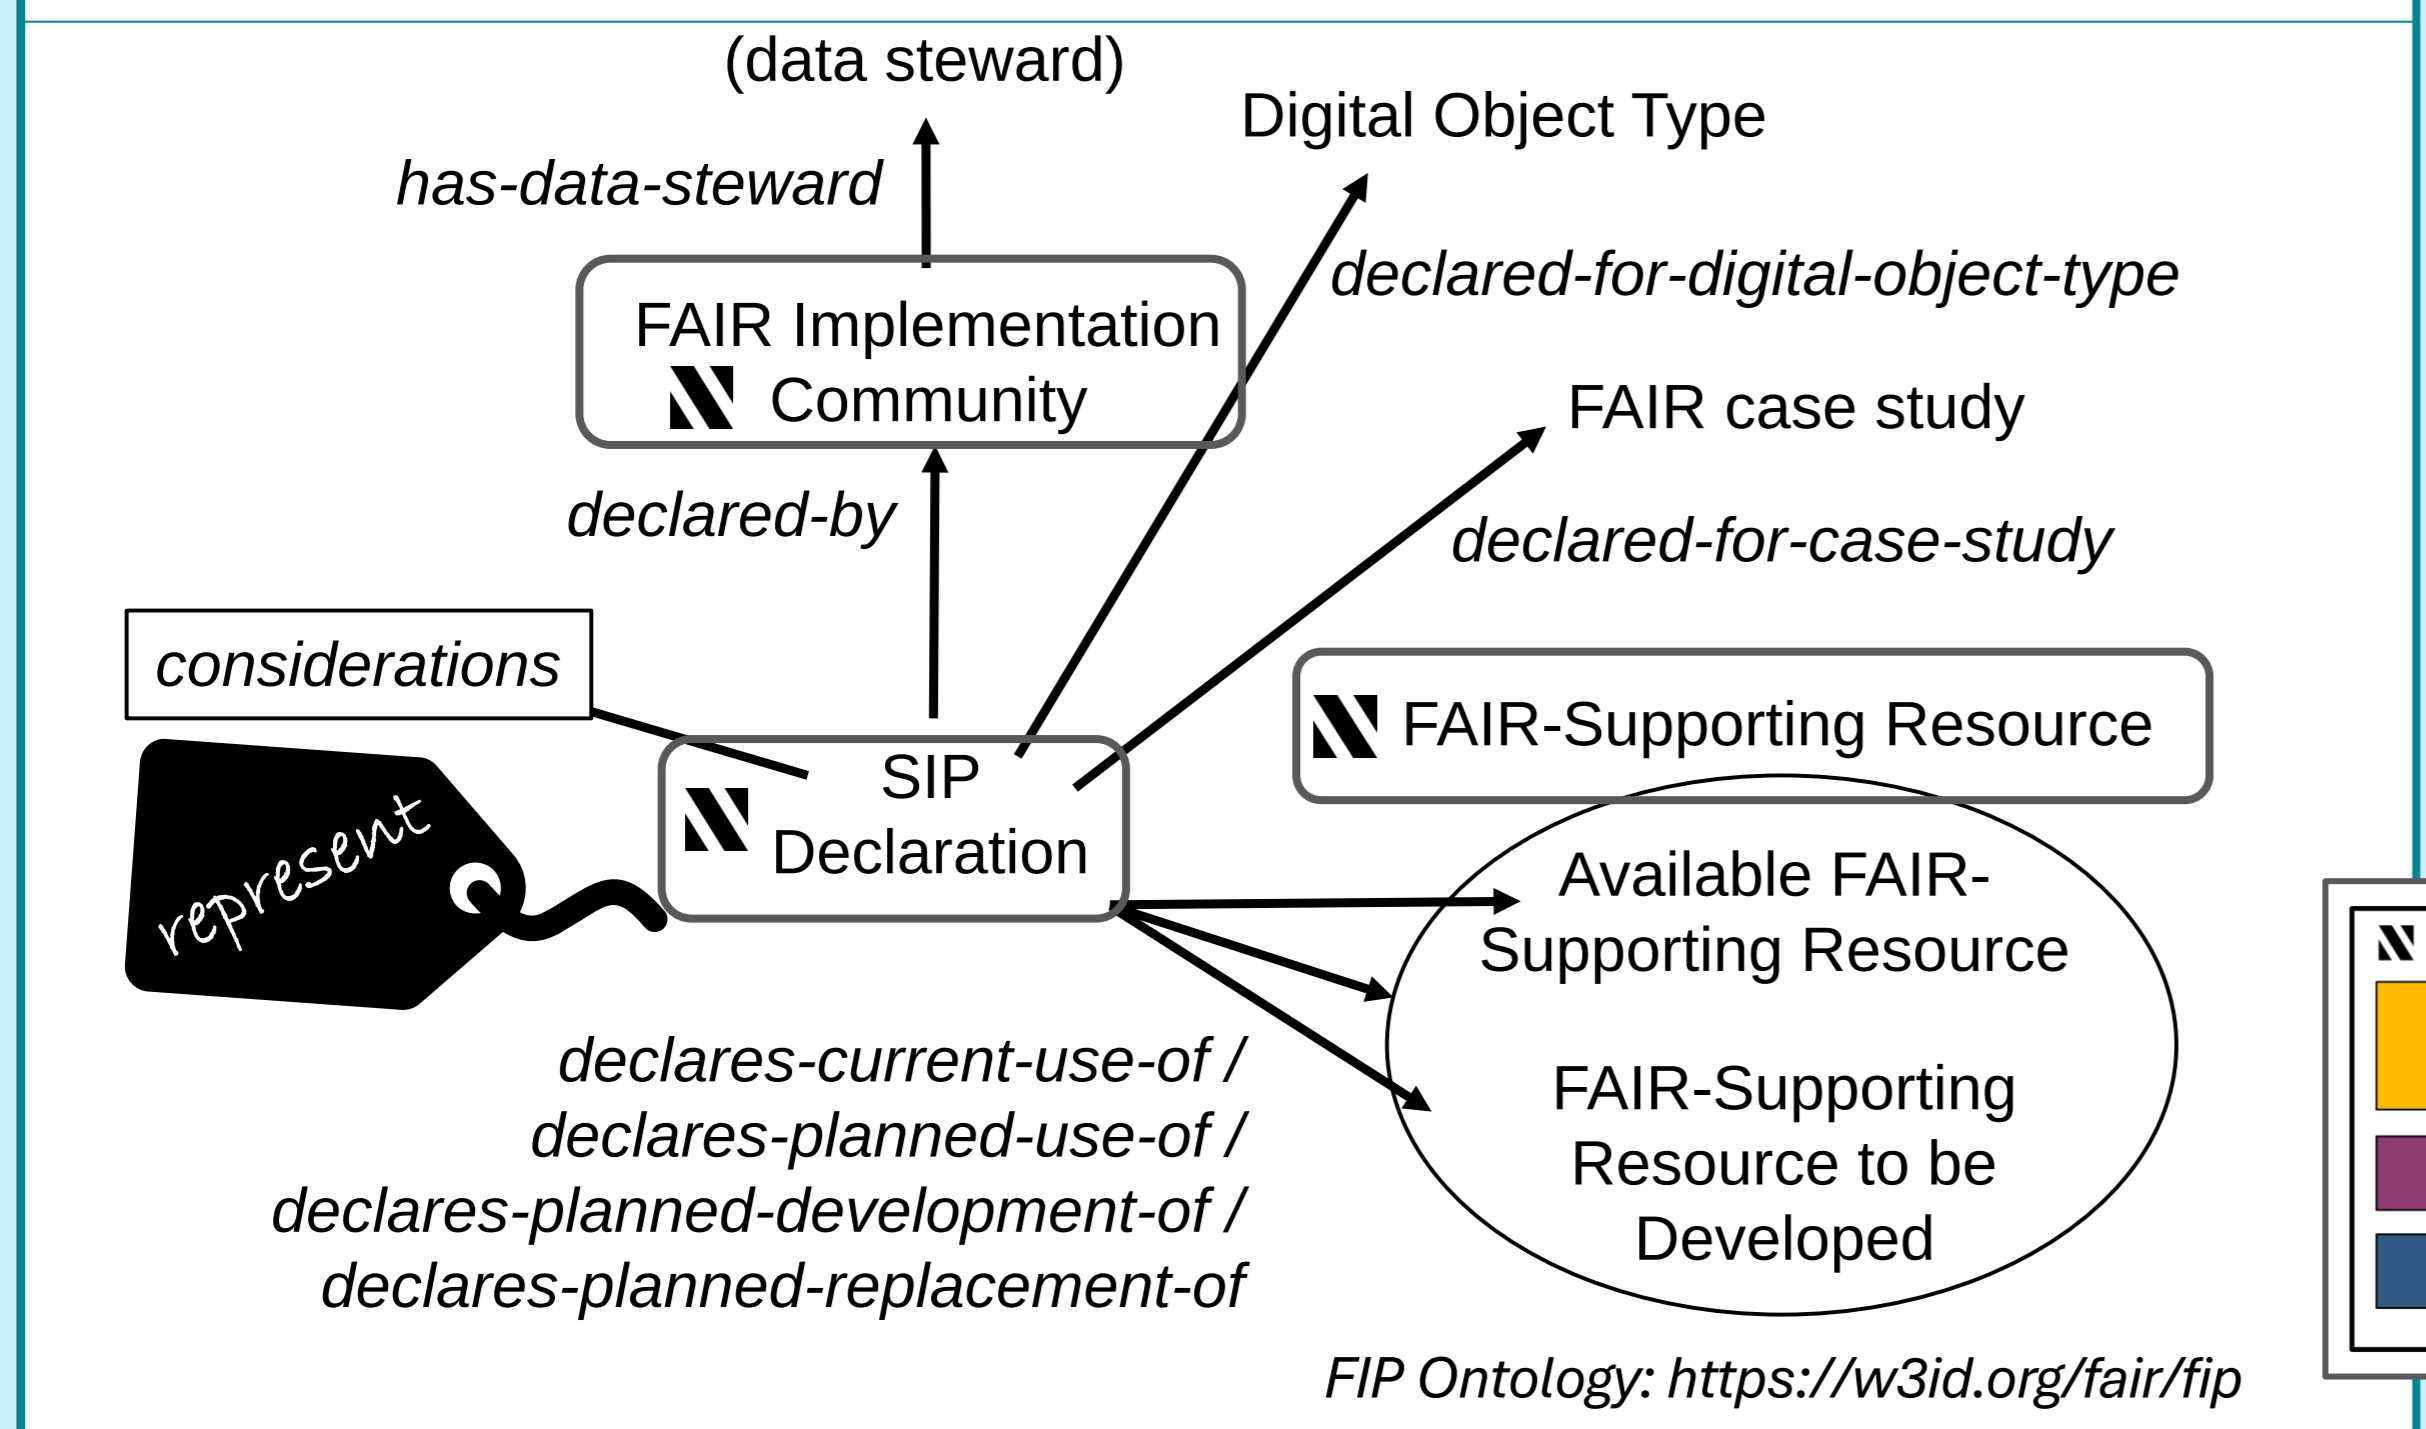 (data steward)
Digital Object Type
has-data-steward
declared-for-digital-object-type
FAIR Implementation
Community
FAIR case study
declared-by
declared-for-case-study
considerations
FAIR-Supporting Resource
SIP
Declaration
represent
Available FAIR-
Supporting Resource
declares-current-use-of /
declares-planned-use-of /
declares-planned-development-of /
declares-planned-replacement-of
FAIR-Supporting
Resource to be
Developed
FIP Ontology: https://w3id.org/fair/fip